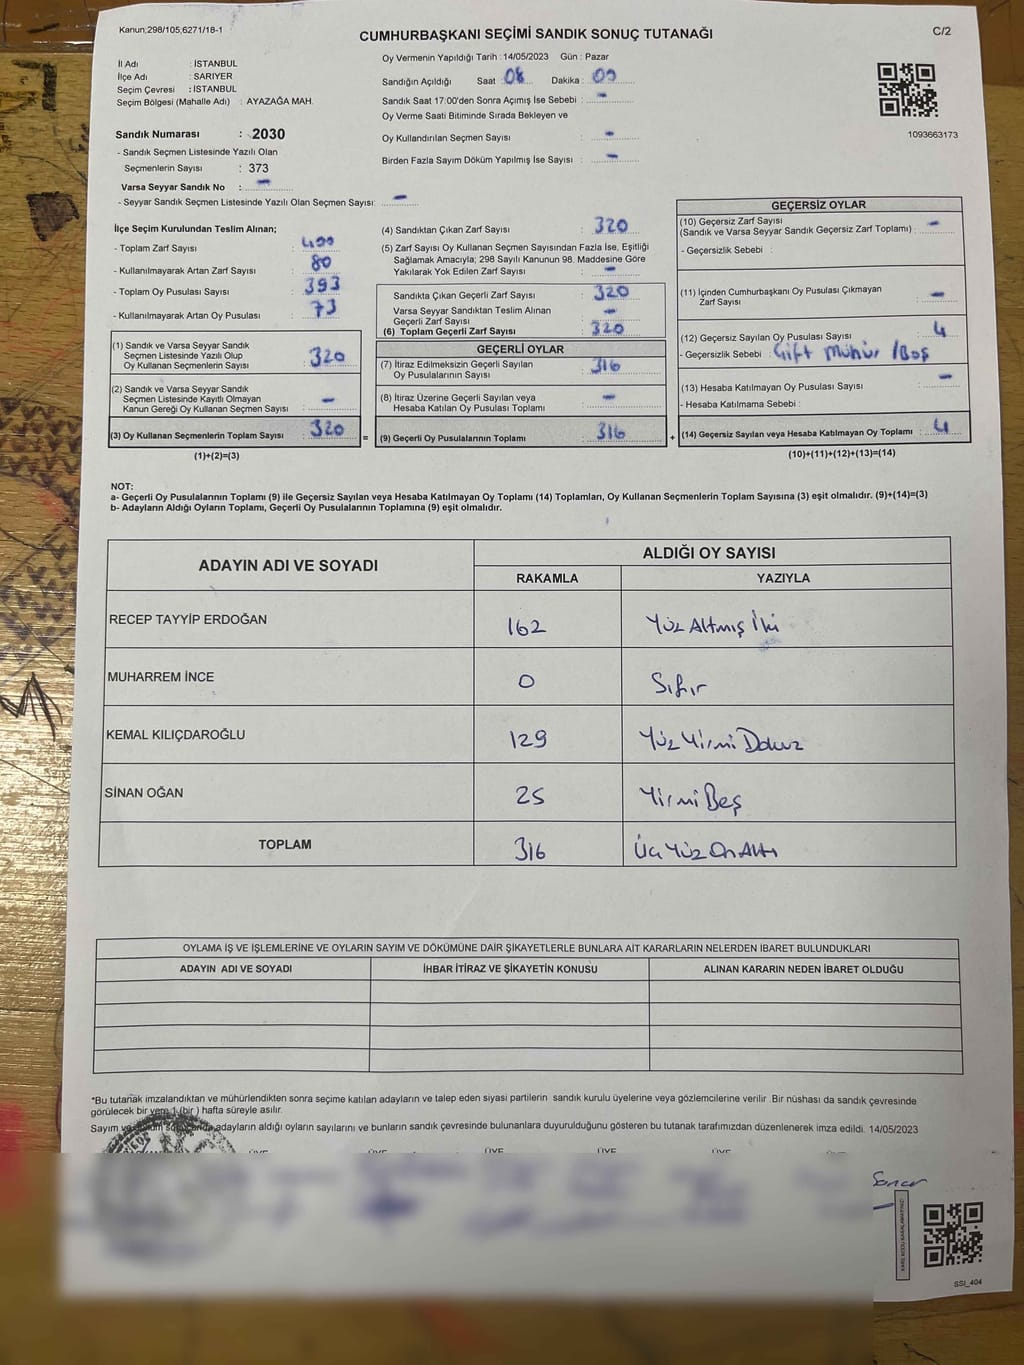 Kanun;298/105;6271/18-1
CUMHURBAŞKANI SEÇİMİ SANDIK SONUÇ TUTANAĞI
C/2
İl Adı : İSTANBUL
İlçe Adı : SARIYER
Seçim Çevresi : İSTANBUL
Seçim Bölgesi (Mahalle Adı) : AYAZAĞA MAH.
Sandık Numarası : 2030
- Sandık Seçmen Listesinde Yazılı Olan
Seçmenlerin Sayısı : 373
Varsa Seyyar Sandık No : -
- Seyyar Sandık Seçmen Listesinde Yazılı Olan Seçmen Sayısı: -
Oy Vermenin Yapıldığı Tarih : 14/05/2023 Gün : Pazar
Sandığın Açıldığı Saat : 08 Dakika : 00
Sandık Saat 17:00'den Sonra Açımış İse Sebebi : -
Oy Verme Saati Bitiminde Sırada Bekleyen ve
Oy Kullandırılan Seçmen Sayısı : -
Birden Fazla Sayım Döküm Yapılmış İse Sayısı : -
1093663173
İlçe Seçim Kurulundan Teslim Alınan;
- Toplam Zarf Sayısı : 400
- Kullanılmayarak Artan Zarf Sayısı : 80
- Toplam Oy Pusulası Sayısı : 393
- Kullanılmayarak Artan Oy Pusulası : 73
(1) Sandık ve Varsa Seyyar Sandık
Seçmen Listesinde Yazılı Olup
Oy Kullanan Seçmenlerin Sayısı : 320
(2) Sandık ve Varsa Seyyar Sandık
Seçmen Listesinde Kayıtlı Olmayan
Kanun Gereği Oy Kullanan Seçmen Sayısı : -
(3) Oy Kullanan Seçmenlerin Toplam Sayısı : 320
(1)+(2)=(3)
(4) Sandıktan Çıkan Zarf Sayısı : 320
(5) Zarf Sayısı Oy Kullanan Seçmen Sayısından Fazla İse, Eşitliği
Sağlamak Amacıyla; 298 Sayılı Kanunun 98. Maddesine Göre
Yakılarak Yok Edilen Zarf Sayısı : -
Sandıkta Çıkan Geçerli Zarf Sayısı : 320
Varsa Seyyar Sandıktan Teslim Alınan
Geçerli Zarf Sayısı : -
(6) Toplam Geçerli Zarf Sayısı : 320
GEÇERLİ OYLAR
(7) İtiraz Edilmeksizin Geçerli Sayılan
Oy Pusulalarının Sayısı : 316
(8) İtiraz Üzerine Geçerli Sayılan veya
Hesaba Katılan Oy Pusulası Toplamı : -
= (9) Geçerli Oy Pusulalarının Toplamı : 316
GEÇERSİZ OYLAR
(10) Geçersiz Zarf Sayısı
(Sandık ve Varsa Seyyar Sandık Geçersiz Zarf Toplamı) : -
- Geçersizlik Sebebi :
(11) İçinden Cumhurbaşkanı Oy Pusulası Çıkmayan
Zarf Sayısı : -
(12) Geçersiz Sayılan Oy Pusulası Sayısı : 4
- Geçersizlik Sebebi : Çift Mühür / Boş
(13) Hesaba Katılmayan Oy Pusulası Sayısı : -
- Hesaba Katılmama Sebebi :
+ (14) Geçersiz Sayılan veya Hesaba Katılmayan Oy Toplamı : 4
(10)+(11)+(12)+(13)=(14)
NOT:
a- Geçerli Oy Pusulalarının Toplamı (9) ile Geçersiz Sayılan veya Hesaba Katılmayan Oy Toplamı (14) Toplamları, Oy Kullanan Seçmenlerin Toplam Sayısına (3) eşit olmalıdır. (9)+(14)=(3)
b- Adayların Aldığı Oyların Toplamı, Geçerli Oy Pusulalarının Toplamına (9) eşit olmalıdır.
ADAYIN ADI VE SOYADI
ALDIĞI OY SAYISI
RAKAMLA YAZIYLA
RECEP TAYYİP ERDOĞAN 162 Yüz Altmış İki
MUHARREM İNCE 0 Sıfır
KEMAL KILIÇDAROĞLU 129 Yüz Yirmi Dokuz
SİNAN OĞAN 25 Yirmi Beş
TOPLAM 316 Üç Yüz On Altı
OYLAMA İŞ VE İŞLEMLERİNE VE OYLARIN SAYIM VE DÖKÜMÜNE DAİR ŞİKAYETLERLE BUNLARA AİT KARARLARIN NELERDEN İBARET BULUNDUKLARI
ADAYIN ADI VE SOYADI İHBAR İTİRAZ VE ŞİKAYETİN KONUSU ALINAN KARARIN NEDEN İBARET OLDUĞU
*Bu tutanak imzalandıktan ve mühürlendikten sonra seçime katılan adayların ve talep eden siyasi partilerin sandık kurulu üyelerine veya gözlemcilerine verilir. Bir nüshası da sandık çevresinde
görülecek bir yere 1 (bir) hafta süreyle asılır.
Sayım ve adayların aldığı oyların sayılarını ve bunların sandık çevresinde bulunanlara duyurulduğunu gösteren bu tutanak tarafımızdan düzenlenerek imza edildi. 14/05/2023
ÜYE ÜYE ÜYE ÜYE ÜYE ÜYE
Soner
KARE KODU KARALAMAYINIZ
SSI_404